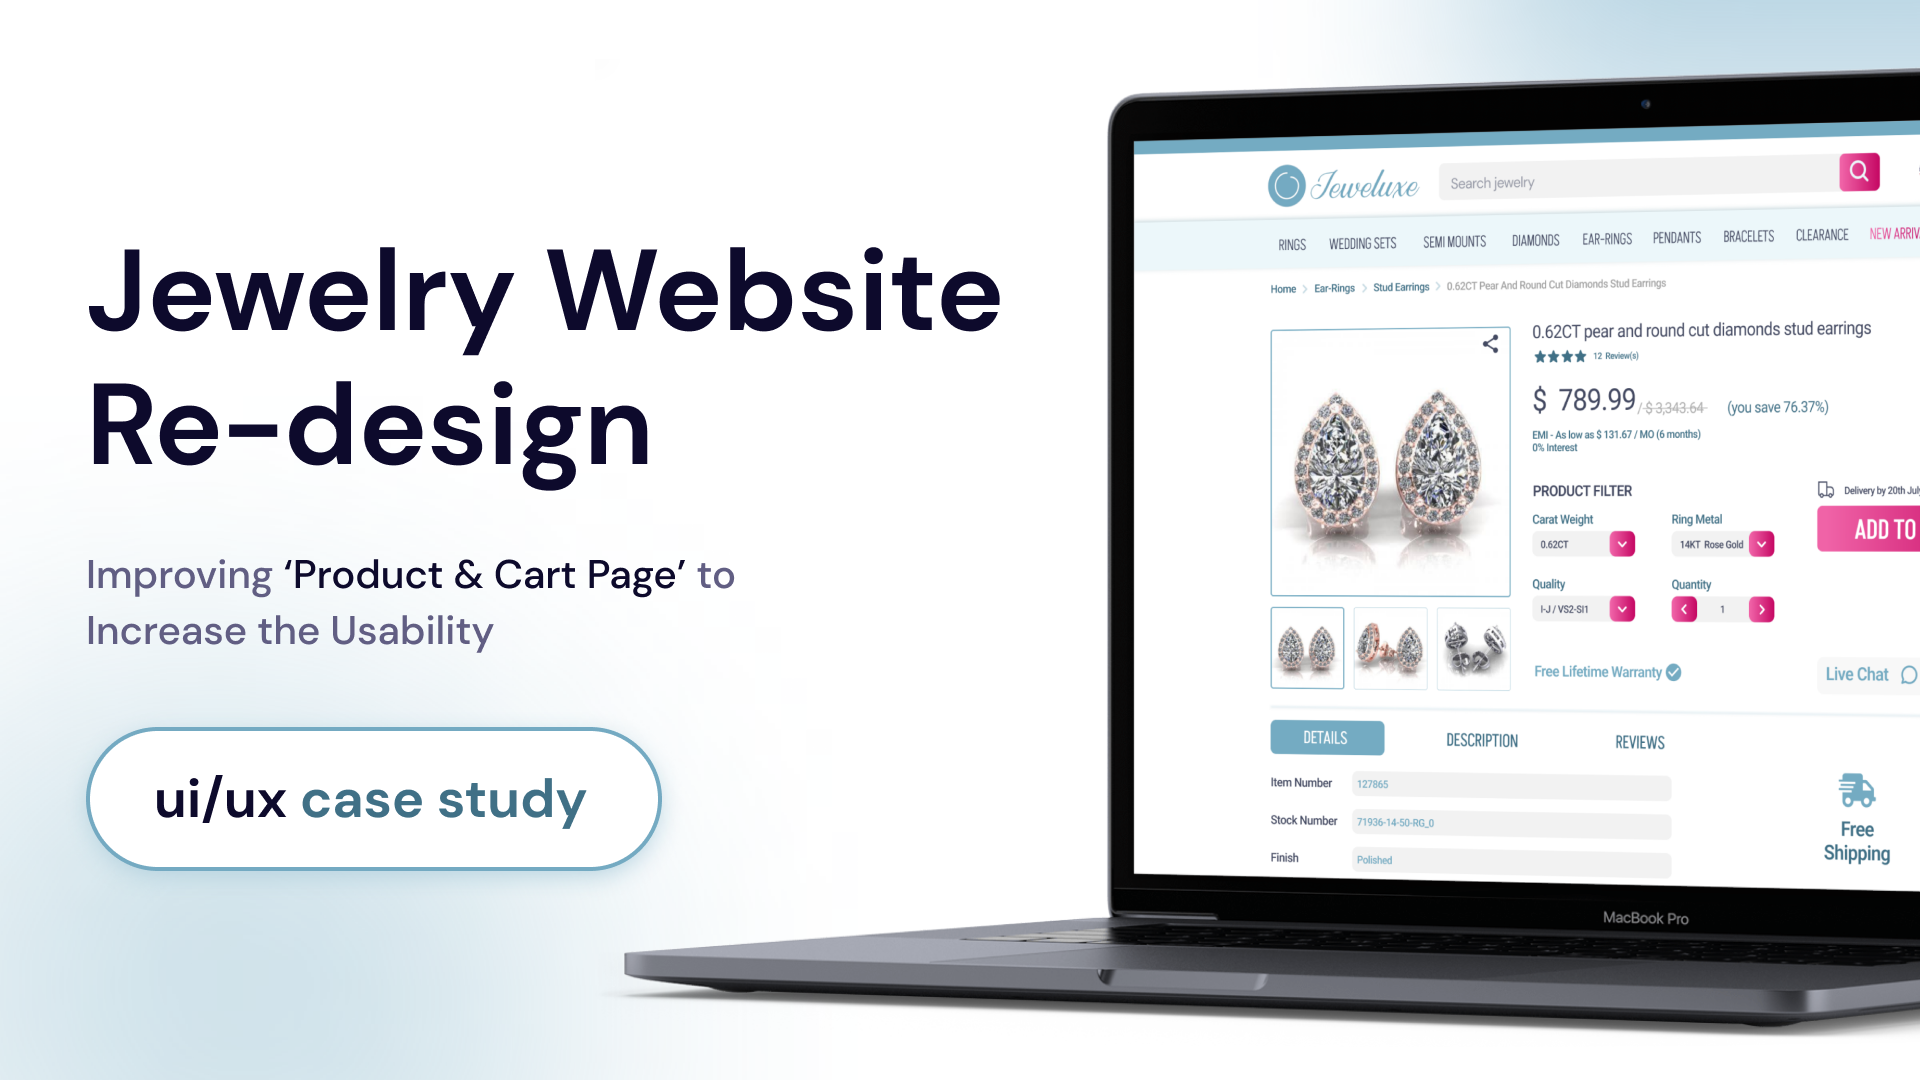 Jewelry Website
Re-design
Improving ‘Product & Cart Page’ to
Increase the Usability
ui/ux case study
Jeweluxe
Search jewelry
RINGS WEDDING SETS SEMI MOUNTS DIAMONDS EAR-RINGS PENDANTS BRACELETS CLEARANCE NEW ARRIVA
Home > Ear-Rings > Stud Earrings > 0.62CT Pear And Round Cut Diamonds Stud Earrings
0.62CT pear and round cut diamonds stud earrings
12 Review(s)
$ 789.99 / $ 3,343.64 (you save 76.37%)
EMI - As low as $ 131.67 / MO (6 months)
0% Interest
PRODUCT FILTER
Carat Weight Ring Metal
0.62CT 14KT Rose Gold
Quality Quantity
I-J / VS2-SI1 < 1 >
Delivery by 20th July
ADD TO
Free Lifetime Warranty
Live Chat
DETAILS DESCRIPTION REVIEWS
Item Number 127865
Stock Number 71936-14-50-RG_0
Finish Polished
Free
Shipping
MacBook Pro